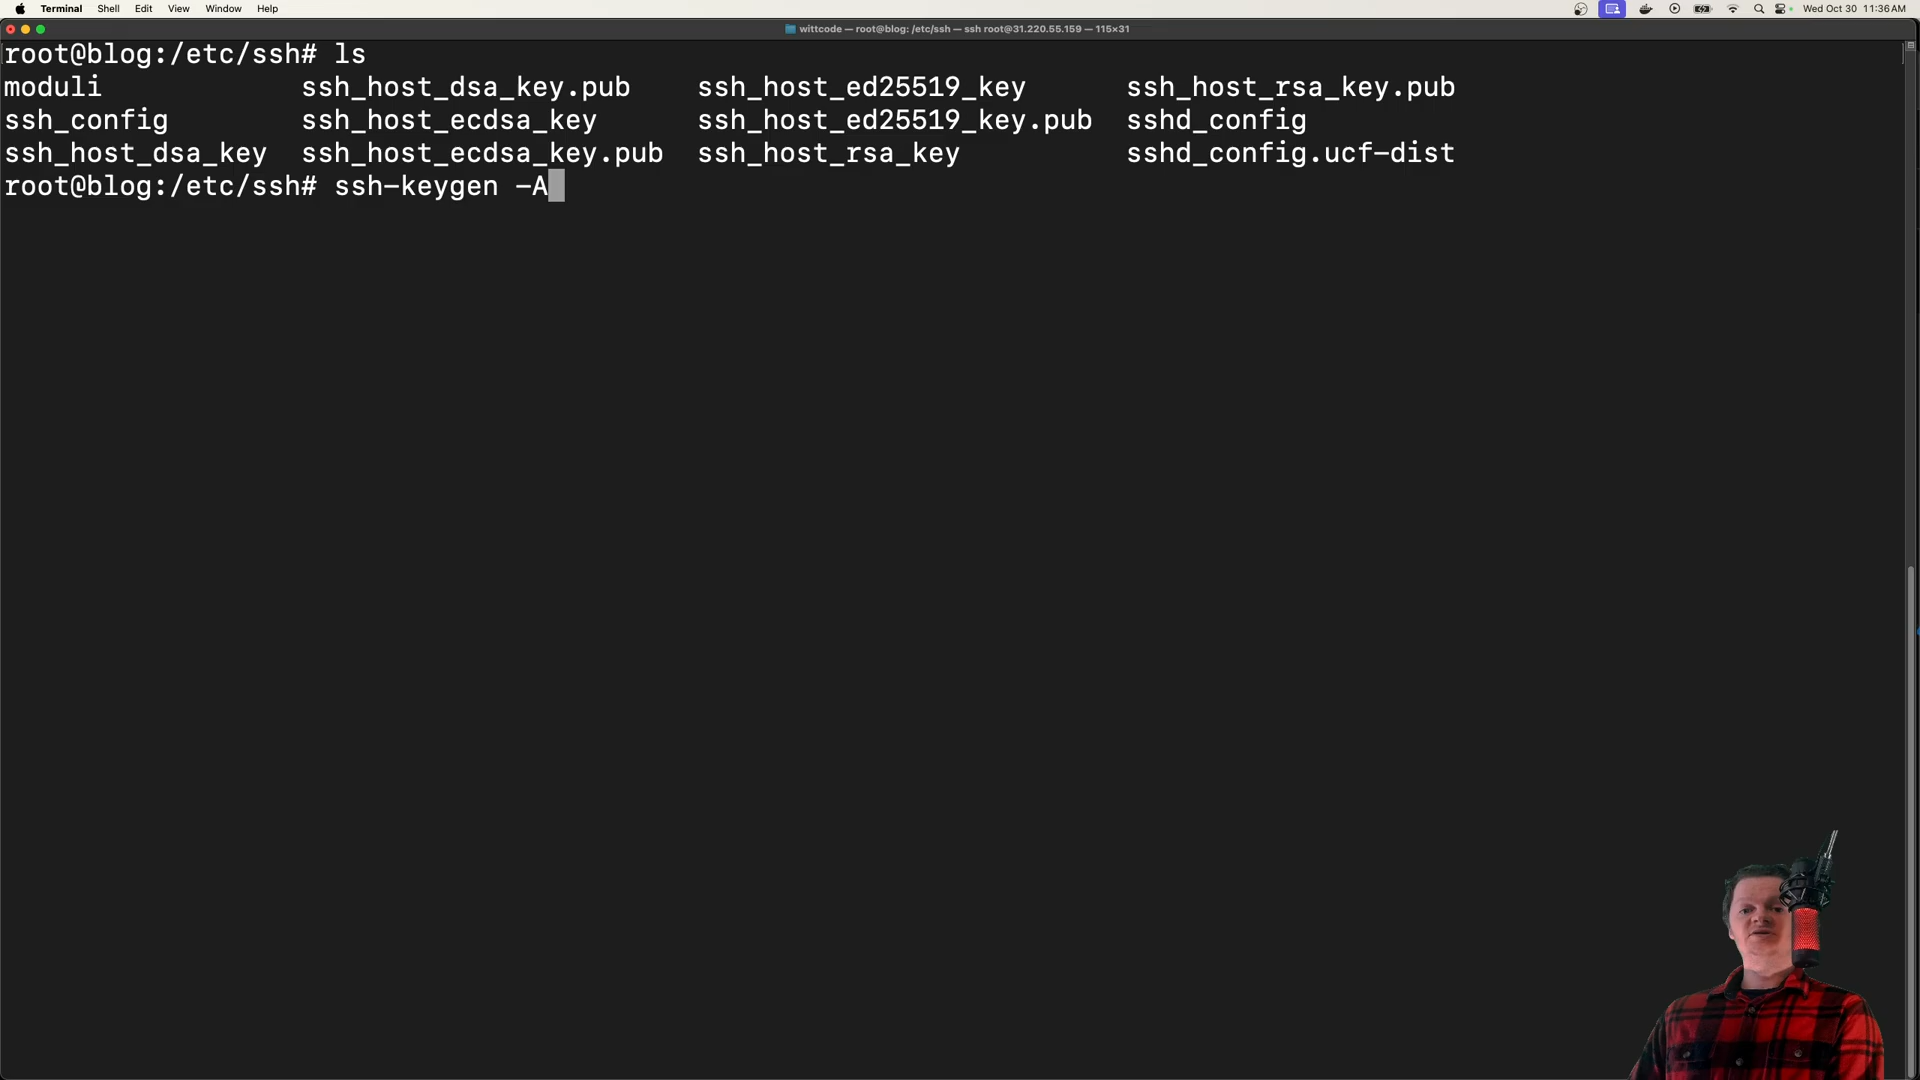 Terminal Shell Edit View Window Help Wed Oct 30 11:36 AM
wittcode — root@blog: /etc/ssh — ssh root@31.220.55.159 — 115×31
root@blog:/etc/ssh# ls
moduli ssh_host_dsa_key.pub ssh_host_ed25519_key ssh_host_rsa_key.pub
ssh_config ssh_host_ecdsa_key ssh_host_ed25519_key.pub sshd_config
ssh_host_dsa_key ssh_host_ecdsa_key.pub ssh_host_rsa_key sshd_config.ucf-dist
root@blog:/etc/ssh# ssh-keygen -A